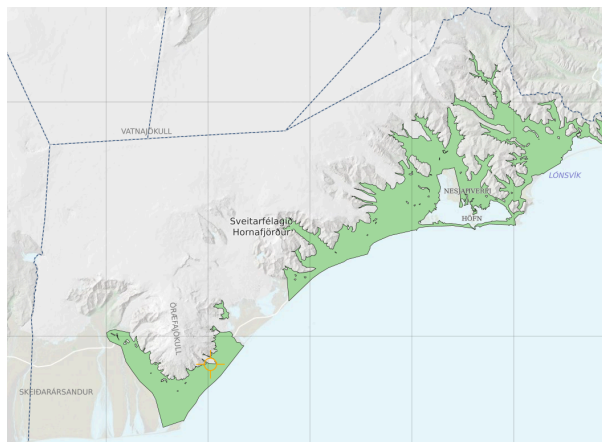 VATNAJÖKULL
NESJAHVERFI
LÓNSVÍK
HÖFN
Sveitarfélagið
Hornafjörður
ÖRÆFAJÖKULL
SKEIÐARÁRSANDUR